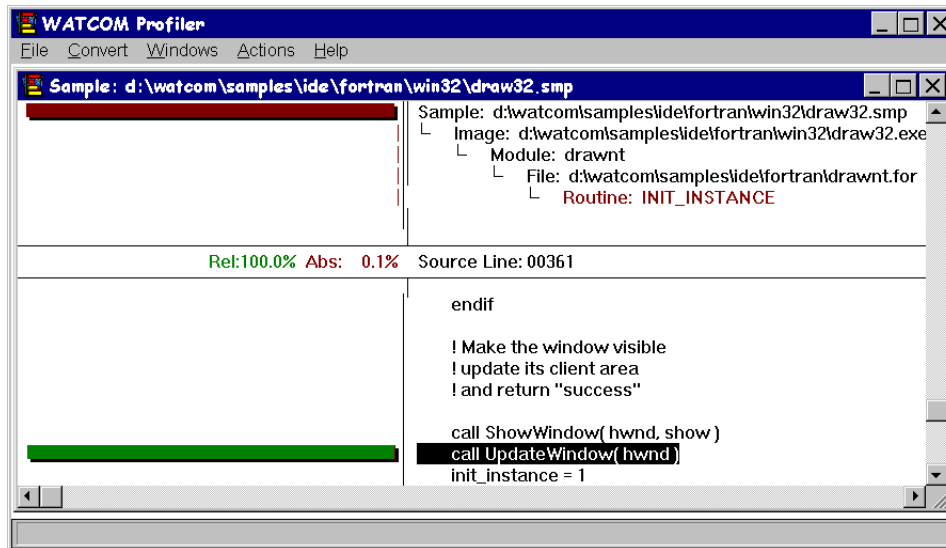 WATCOM Profiler
File Convert Windows Actions Help
Sample: d:\watcom\samples\ide\fortran\win32\draw32.smp
Sample: d:\watcom\samples\ide\fortran\win32\draw32.smp
Image: d:\watcom\samples\ide\fortran\win32\draw32.exe
Module: drawnt
File: d:\watcom\samples\ide\fortran\drawnt.for
Routine: INIT_INSTANCE
Rel:100.0% Abs: 0.1% Source Line: 00361
endif
! Make the window visible
! update its client area
! and return "success"
call ShowWindow( hwnd, show )
call UpdateWindow( hwnd )
init_instance = 1